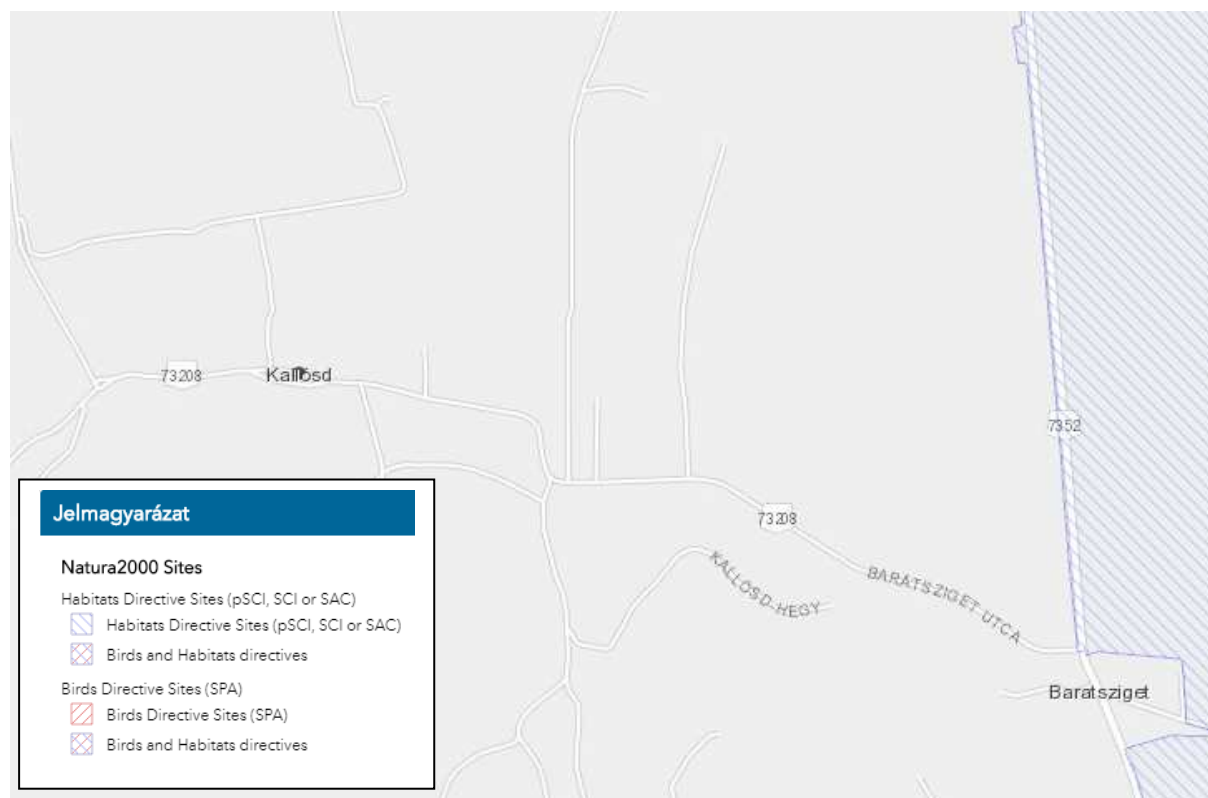 73208
Kallósd
7352
73208
KALLÓSD-HEGY
BARÁTSZIGET UTCA
Baratsziget
Jelmagyarázat
Natura2000 Sites
Habitats Directive Sites (pSCI, SCI or SAC)
Habitats Directive Sites (pSCI, SCI or SAC)
Birds and Habitats directives
Birds Directive Sites (SPA)
Birds Directive Sites (SPA)
Birds and Habitats directives